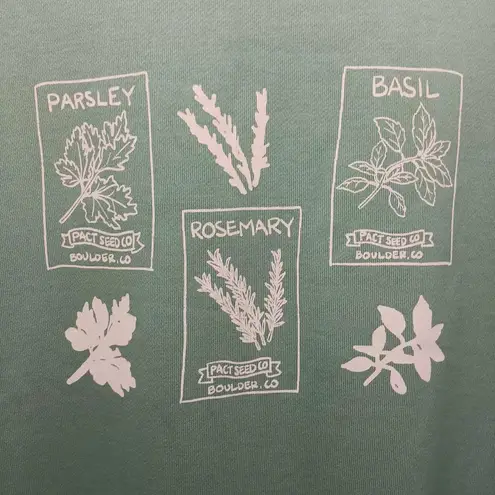 PARSLEY
PACT SEED CO
BOULDER, CO
ROSEMARY
PACT SEED CO
BOULDER, CO
BASIL
PACT SEED CO
BOULDER, CO